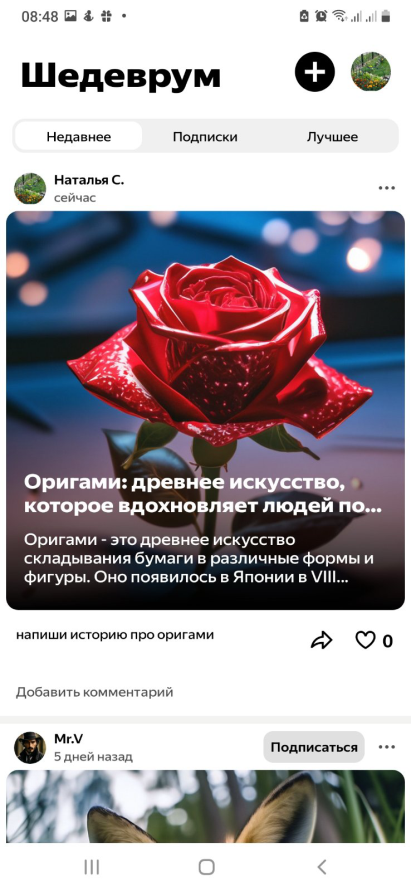 08:48
Шедеврум
Недавнее
Подписки
Лучшее
Наталья С.
сейчас
Оригами: древнее искусство,
которое вдохновляет людей по...
Оригами - это древнее искусство
складывания бумаги в различные формы и
фигуры. Оно появилось в Японии в VIII...
напиши историю про оригами
0
Добавить комментарий
Mr.V
5 дней назад
Подписаться